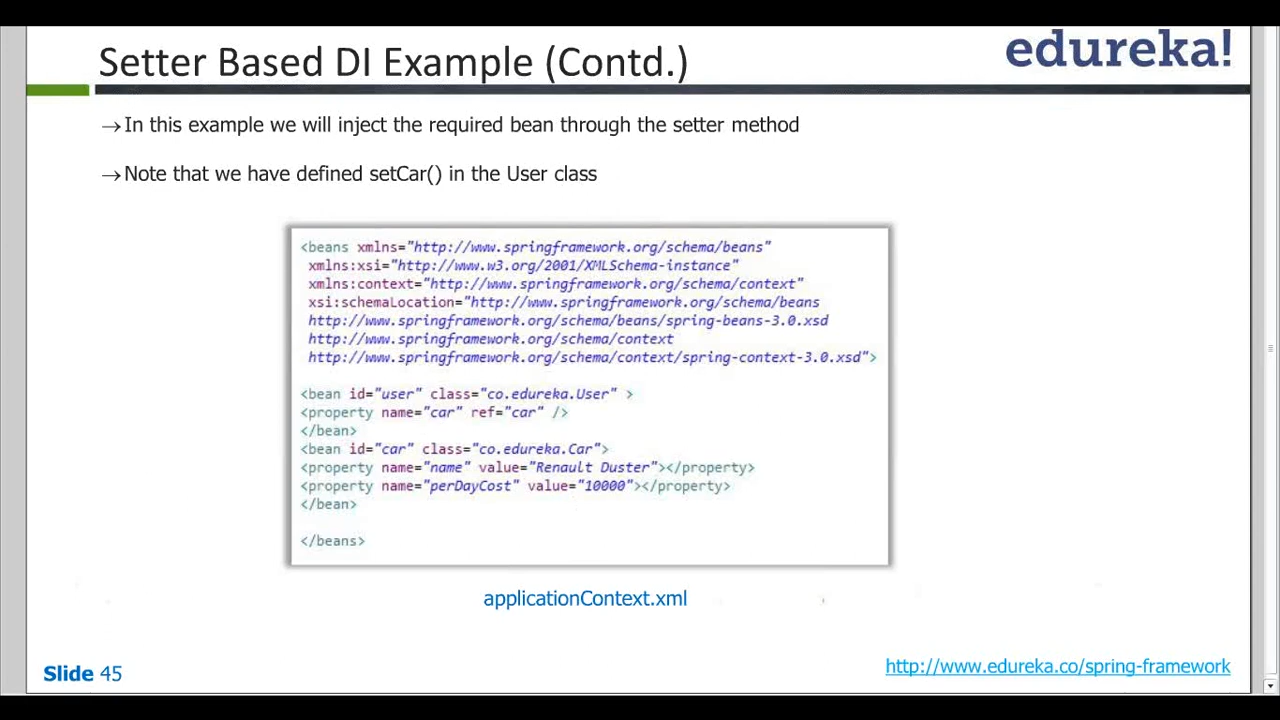 Setter Based DI Example (Contd.)
edureka!
→In this example we will inject the required bean through the setter method
→Note that we have defined setCar() in the User class
<beans xmlns="http://www.springframework.org/schema/beans"
xmlns:xsi="http://www.w3.org/2001/XMLSchema-instance"
xmlns:context="http://www.springframework.org/schema/context"
xsi:schemaLocation="http://www.springframework.org/schema/beans
http://www.springframework.org/schema/beans/spring-beans-3.0.xsd
http://www.springframework.org/schema/context
http://www.springframework.org/schema/context/spring-context-3.0.xsd">
<bean id="user" class="co.edureka.User" >
<property name="car" ref="car" />
</bean>
<bean id="car" class="co.edureka.Car">
<property name="name" value="Renault Duster"></property>
<property name="perDayCost" value="10000"></property>
</bean>
</beans>
applicationContext.xml
Slide 45
http://www.edureka.co/spring-framework